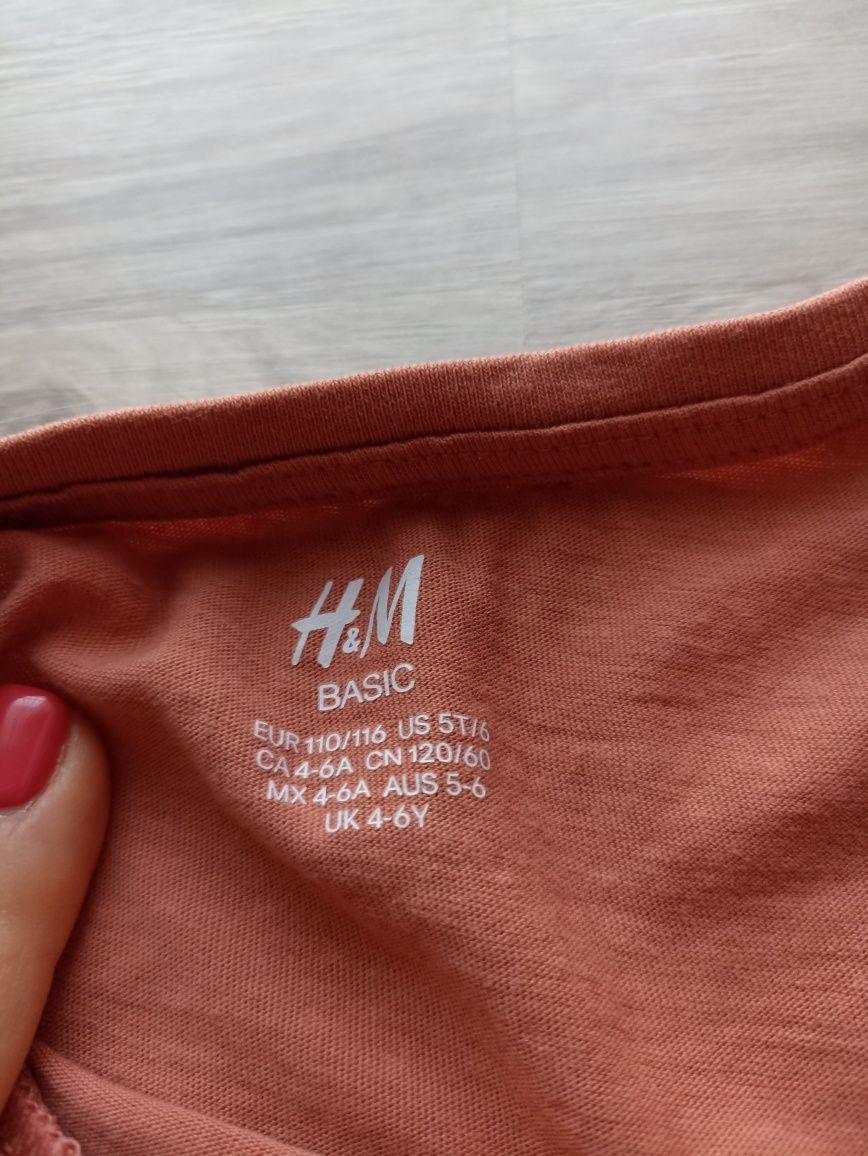 H&M
BASIC
EUR 110/116 US 5T/6
CA 4-6A CN 120/60
MX 4-6A AUS 5-6
UK 4-6Y